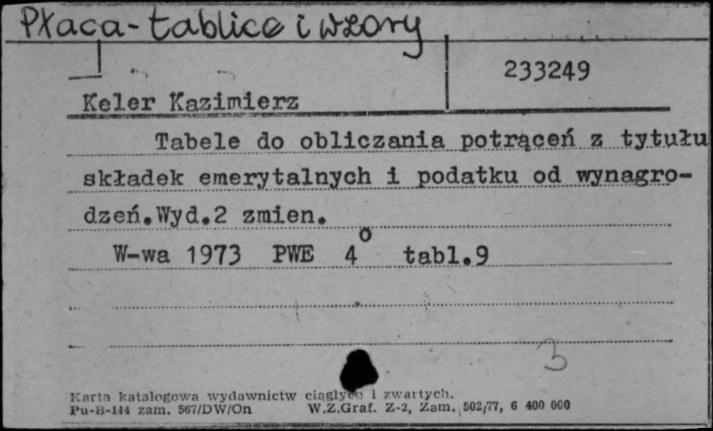 Płaca - tablice i wzory
233249
Keler Kazimierz
Tabele do obliczania potrąceń z tytułu
składek emerytalnych i podatku od wynagro-
dzeń.Wyd.2 zmien.
W-wa 1973 PWE 4º tabl.9
3
Karta katalogowa wydawnictw ciągłych i zwartych.
Pu-B-144 zam. 567/DW/On W.Z.Graf. Z-2, Zam. 502/77, 6 400 000